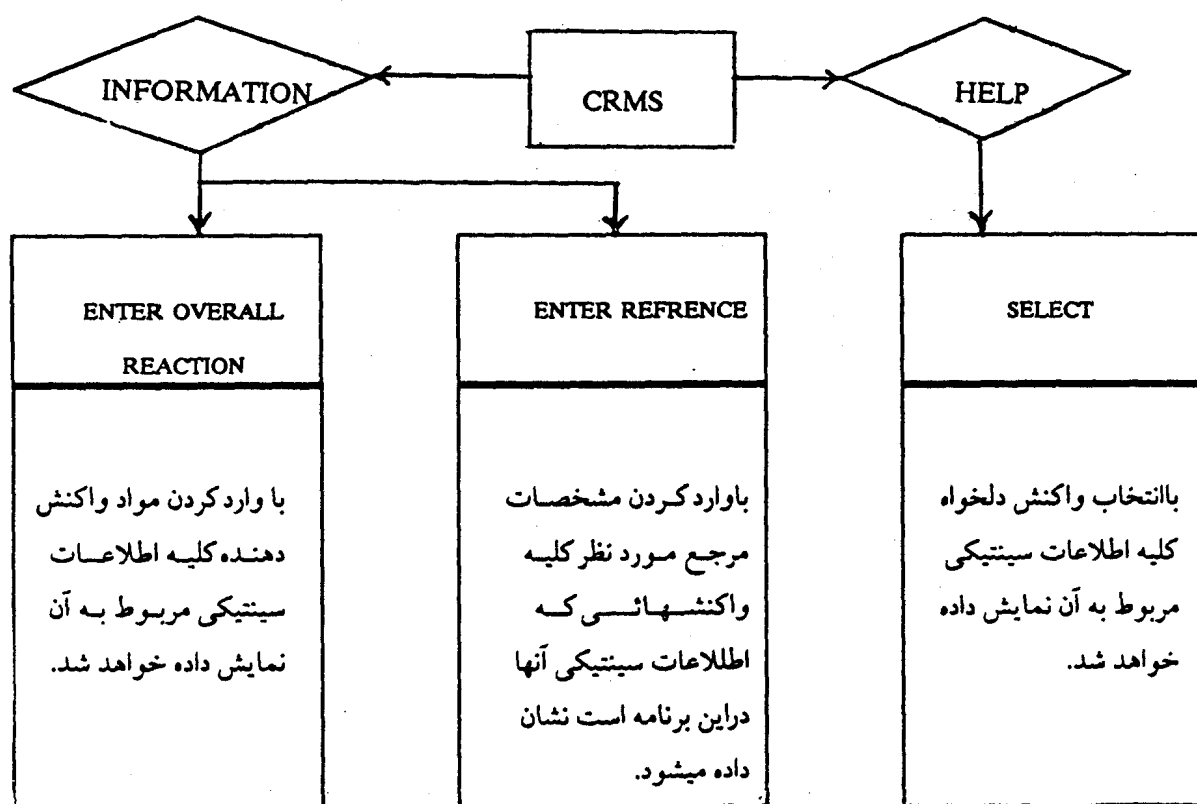 INFORMATION
CRMS
HELP
ENTER OVERALL
REACTION
با وارد کردن مواد واکنش
دهنده کلیه اطلاعات
سینتیکی مربوط به آن
نمایش داده خواهد شد.
ENTER REFRENCE
باوارد کردن مشخصات
مرجع مورد نظر کلیه
واکنشهائی که
اطللاعات سینتیکی آنها
دراین برنامه است نشان
داده میشود.
SELECT
باانتخاب واکنش دلخواه
کلیه اطلاعات سینتیکی
مربوط به آن نمایش داده
خواهد شد.